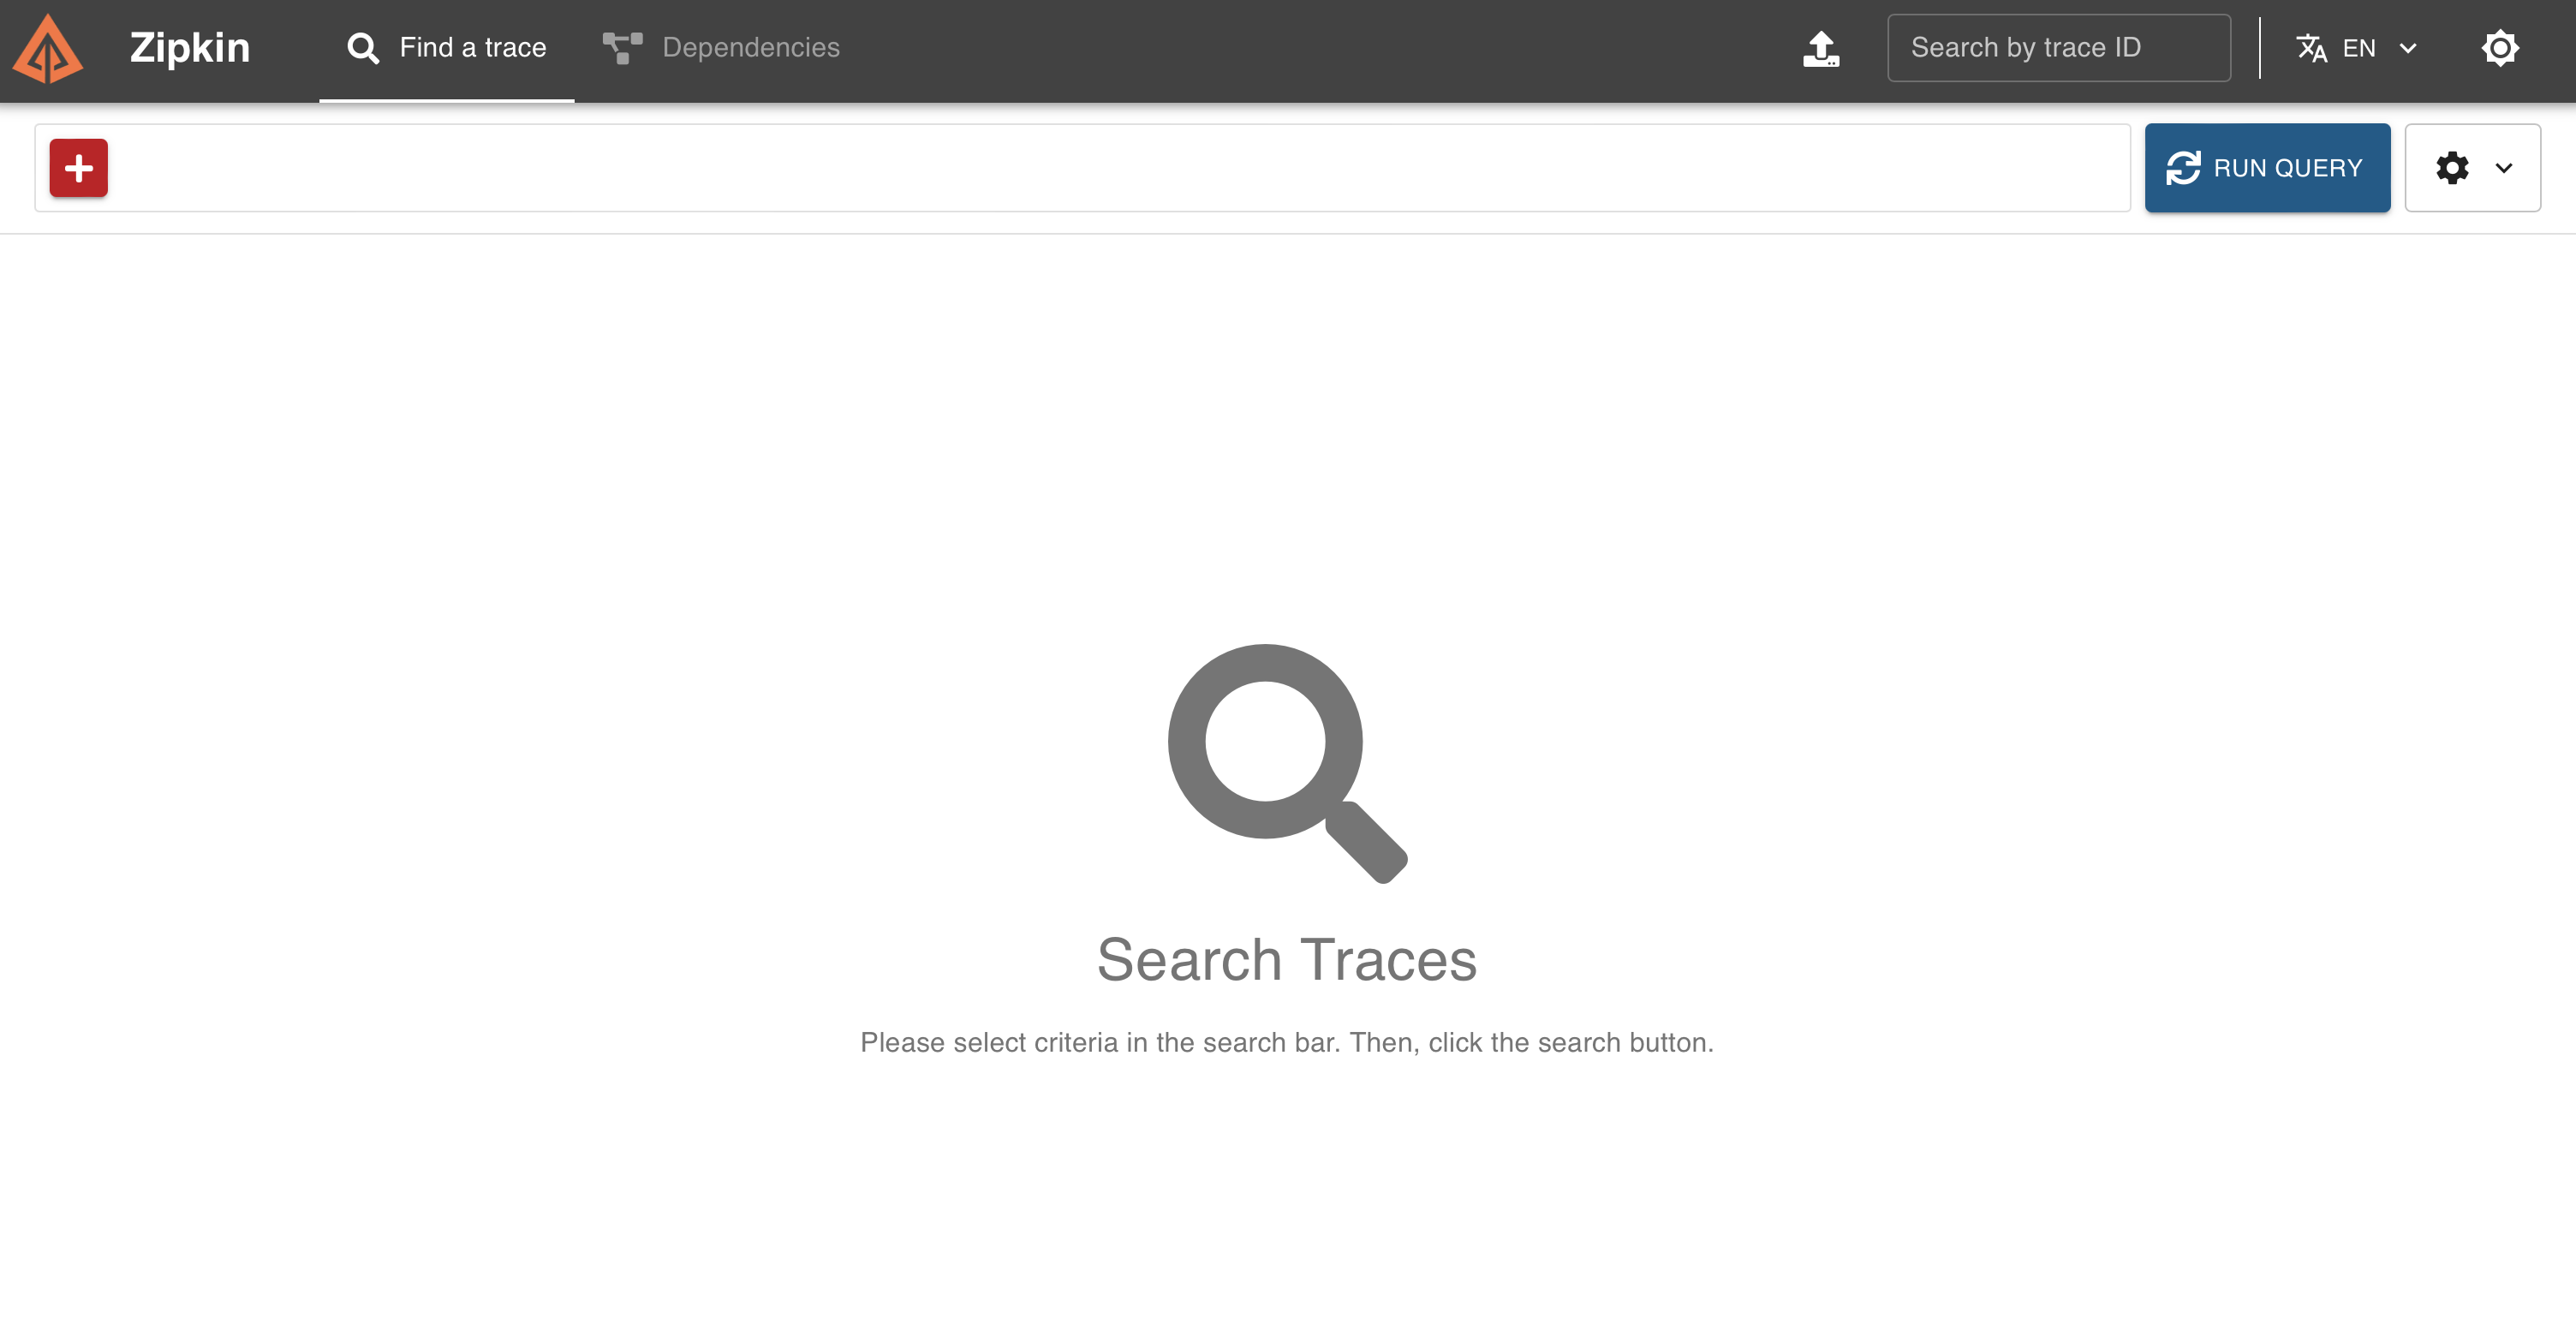 Zipkin
Find a trace
Dependencies
Search by trace ID
EN
RUN QUERY
Search Traces
Please select criteria in the search bar. Then, click the search button.